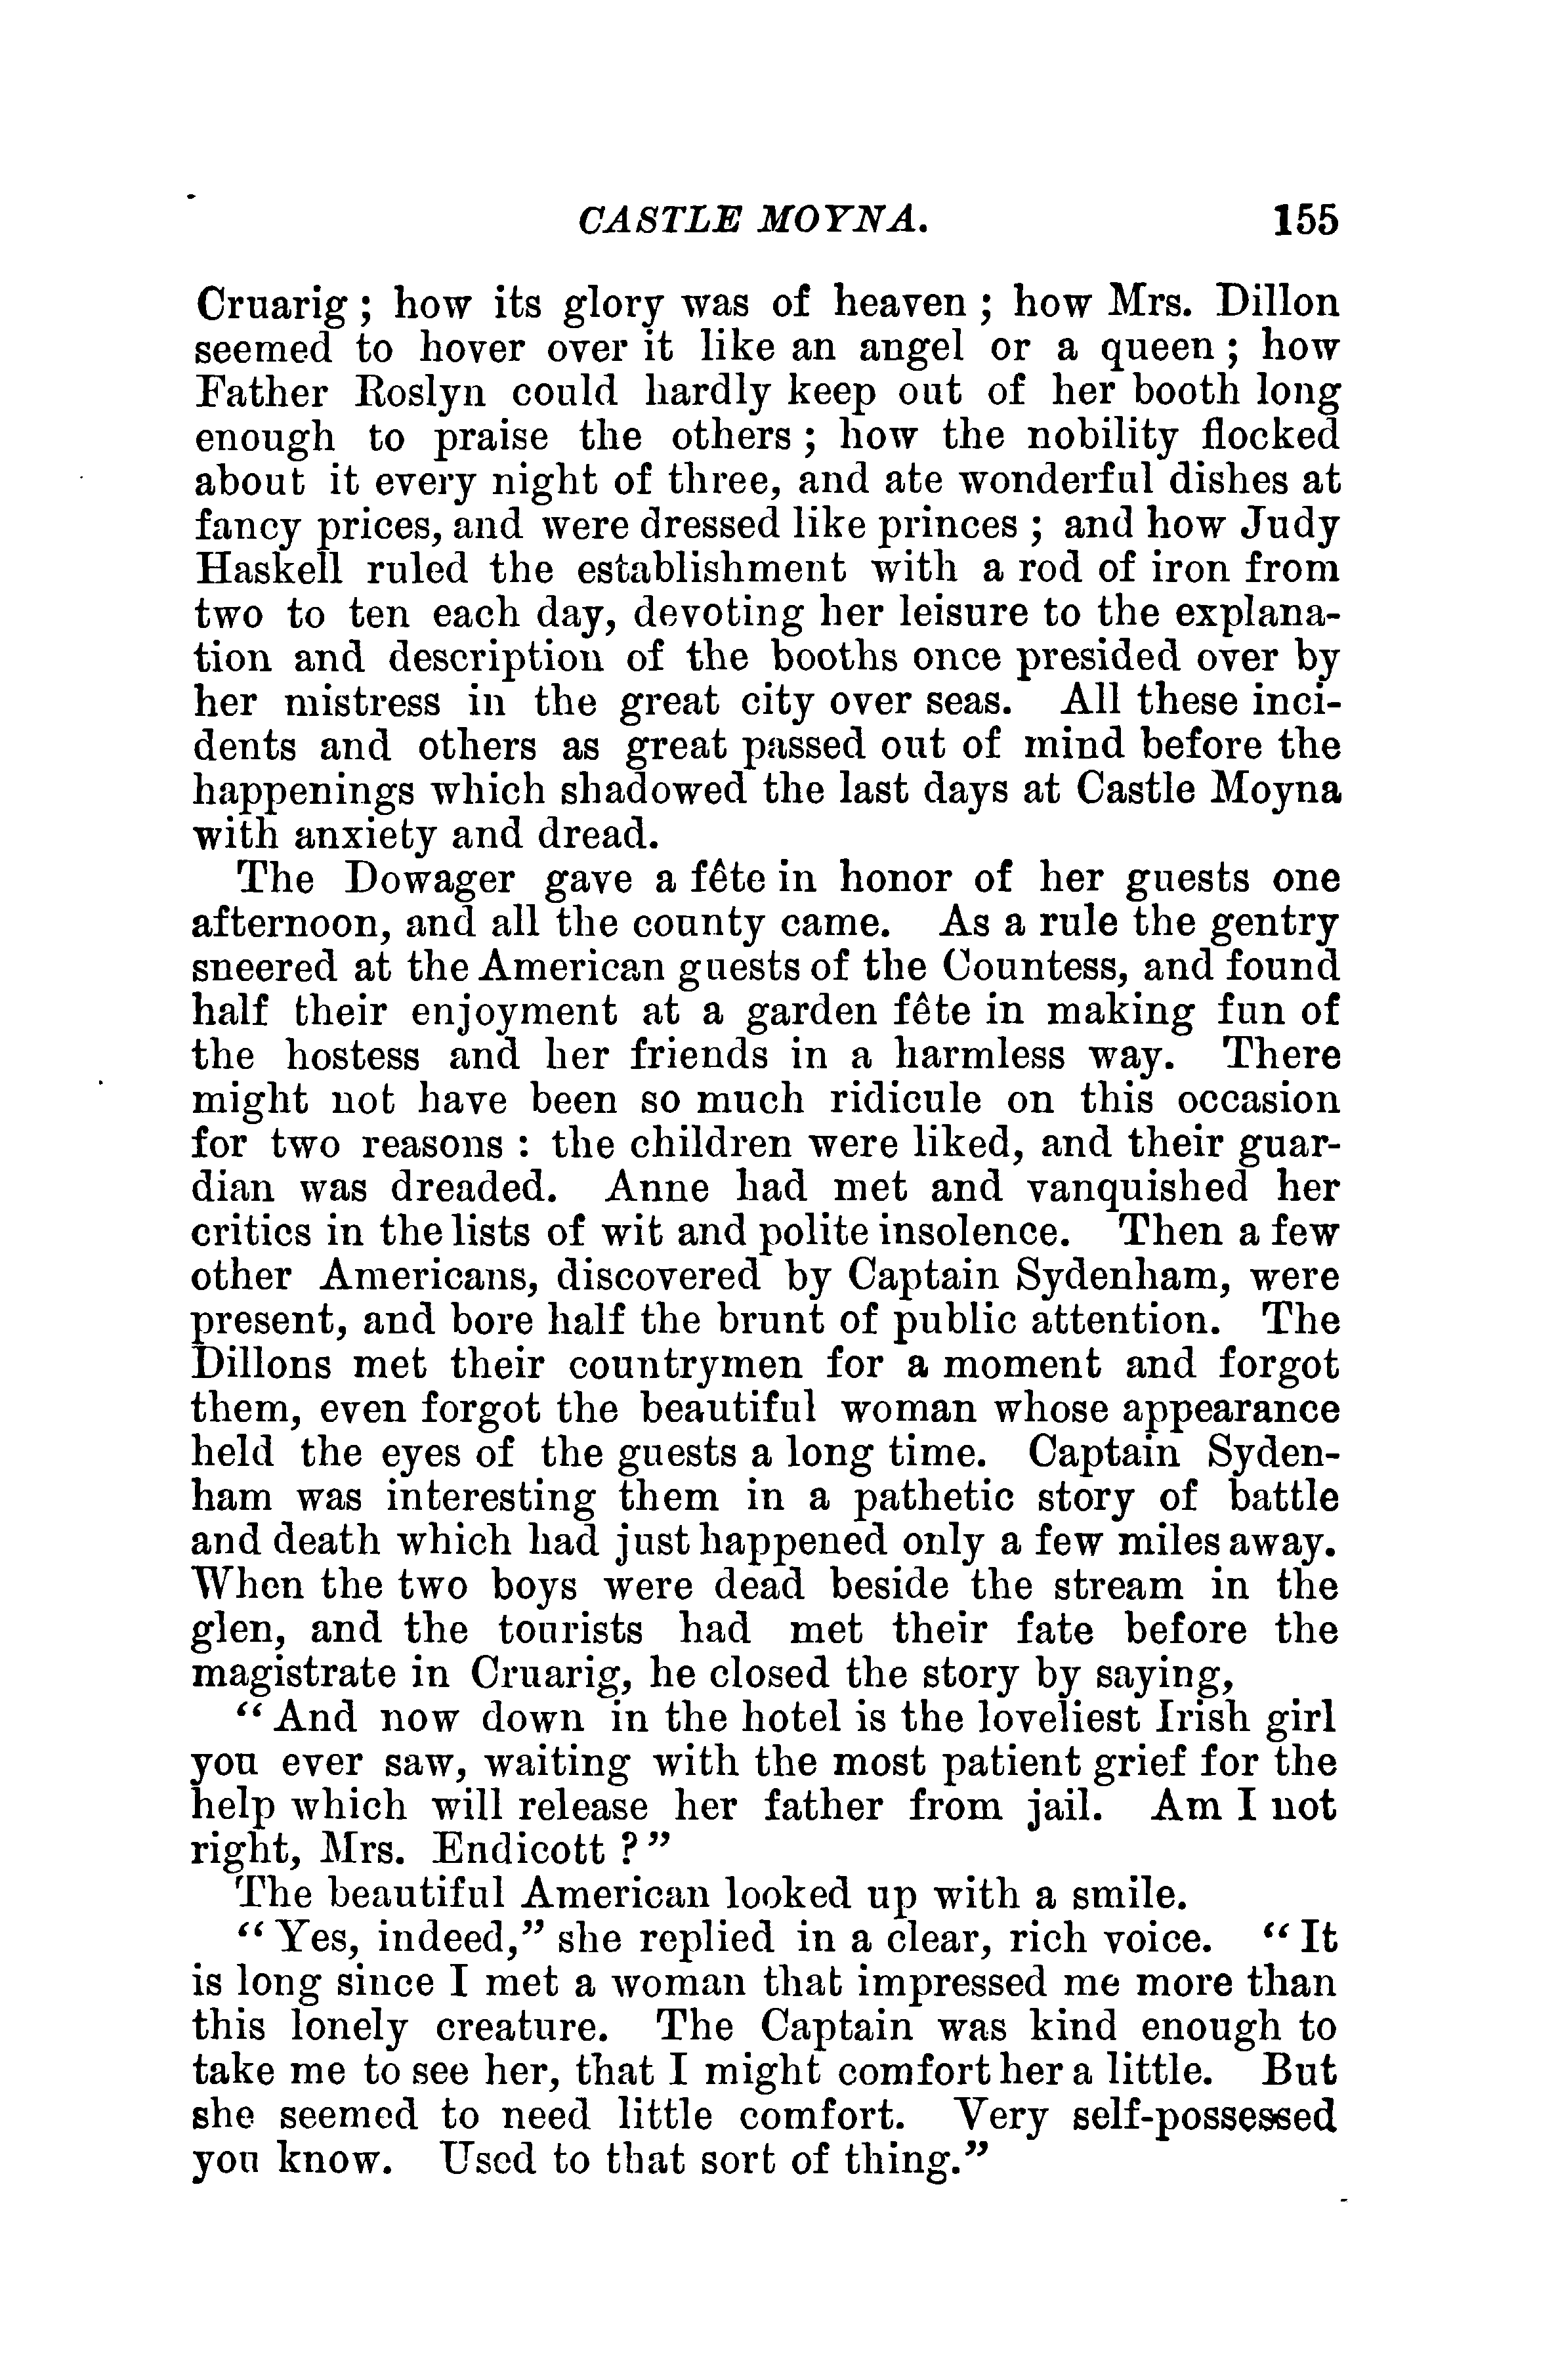 CASTLE MOYNA. 155
Cruarig ; how its glory was of heaven ; how Mrs. Dillon
seemed to hover over it like an angel or a queen ; how
Father Roslyn could hardly keep out of her booth long
enough to praise the others ; how the nobility flocked
about it every night of three, and ate wonderful dishes at
fancy prices, and were dressed like princes ; and how Judy
Haskell ruled the establishment with a rod of iron from
two to ten each day, devoting her leisure to the explana-
tion and description of the booths once presided over by
her mistress in the great city over seas. All these inci-
dents and others as great passed out of mind before the
happenings which shadowed the last days at Castle Moyna
with anxiety and dread.
The Dowager gave a fête in honor of her guests one
afternoon, and all the county came. As a rule the gentry
sneered at the American guests of the Countess, and found
half their enjoyment at a garden fête in making fun of
the hostess and her friends in a harmless way. There
might not have been so much ridicule on this occasion
for two reasons : the children were liked, and their guar-
dian was dreaded. Anne had met and vanquished her
critics in the lists of wit and polite insolence. Then a few
other Americans, discovered by Captain Sydenham, were
present, and bore half the brunt of public attention. The
Dillons met their countrymen for a moment and forgot
them, even forgot the beautiful woman whose appearance
held the eyes of the guests a long time. Captain Syden-
ham was interesting them in a pathetic story of battle
and death which had just happened only a few miles away.
When the two boys were dead beside the stream in the
glen, and the tourists had met their fate before the
magistrate in Cruarig, he closed the story by saying,
“And now down in the hotel is the loveliest Irish girl
you ever saw, waiting with the most patient grief for the
help which will release her father from jail. Am I not
right, Mrs. Endicott ?”
The beautiful American looked up with a smile.
“Yes, indeed,” she replied in a clear, rich voice. “It
is long since I met a woman that impressed me more than
this lonely creature. The Captain was kind enough to
take me to see her, that I might comfort her a little. But
she seemed to need little comfort. Very self-possessed
you know. Used to that sort of thing.”